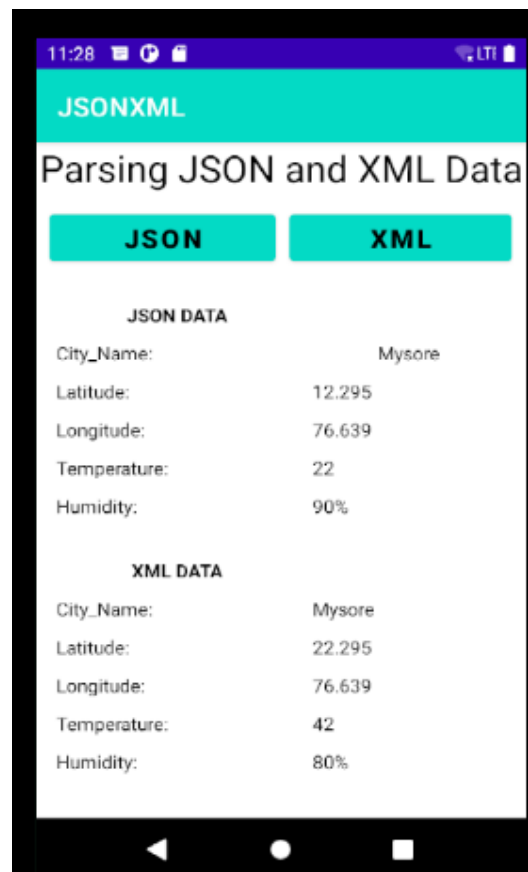 11:28 LTE
JSONXML
Parsing JSON and XML Data
JSON XML
JSON DATA
City_Name: Mysore
Latitude: 12.295
Longitude: 76.639
Temperature: 22
Humidity: 90%
XML DATA
City_Name: Mysore
Latitude: 22.295
Longitude: 76.639
Temperature: 42
Humidity: 80%